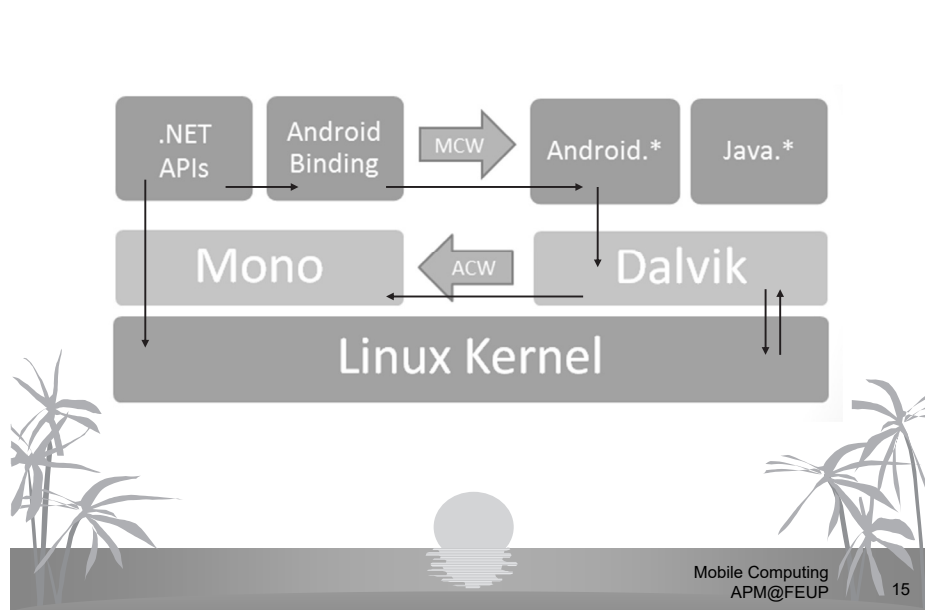 .NET
APIs
Android
Binding
MCW
Android.*
Java.*
Mono
ACW
Dalvik
Linux Kernel
Mobile Computing
APM@FEUP
15